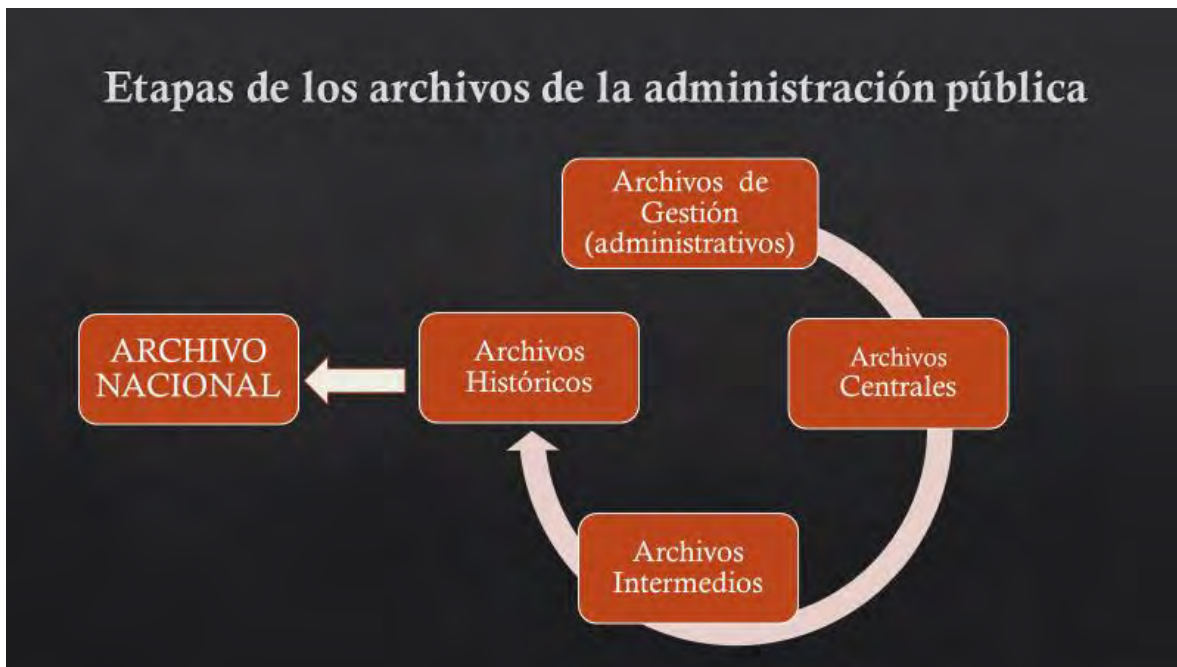 Etapas de los archivos de la administración pública
Archivos de
Gestión
(administrativos)
Archivos
Centrales
Archivos
Intermedios
Archivos
Históricos
ARCHIVO
NACIONAL